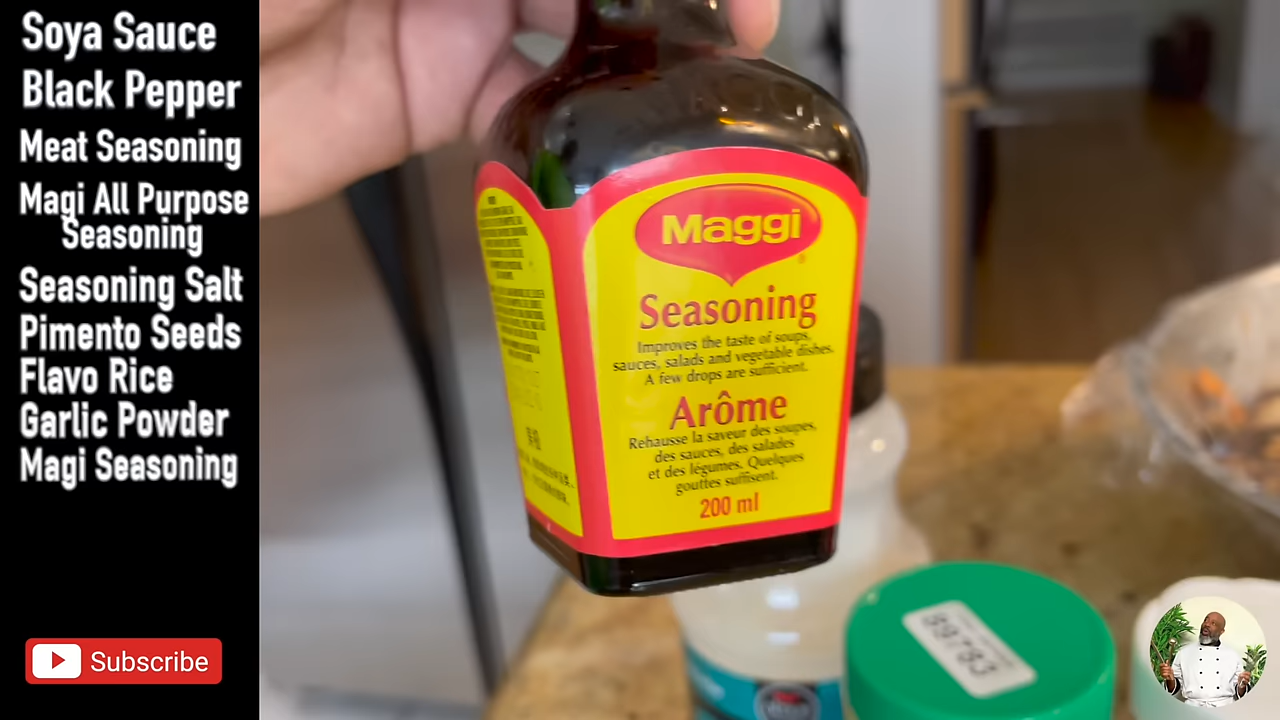 Soya Sauce
Black Pepper
Meat Seasoning
Magi All Purpose
Seasoning
Seasoning Salt
Pimento Seeds
Flavo Rice
Garlic Powder
Magi Seasoning
Subscribe
Maggi
Seasoning
Improves the taste of soups,
sauces, salads and vegetable dishes.
A few drops are sufficient.
Arôme
Rehausse la saveur des soupes,
des sauces, des salades
et des légumes. Quelques
gouttes suffisent.
200 ml